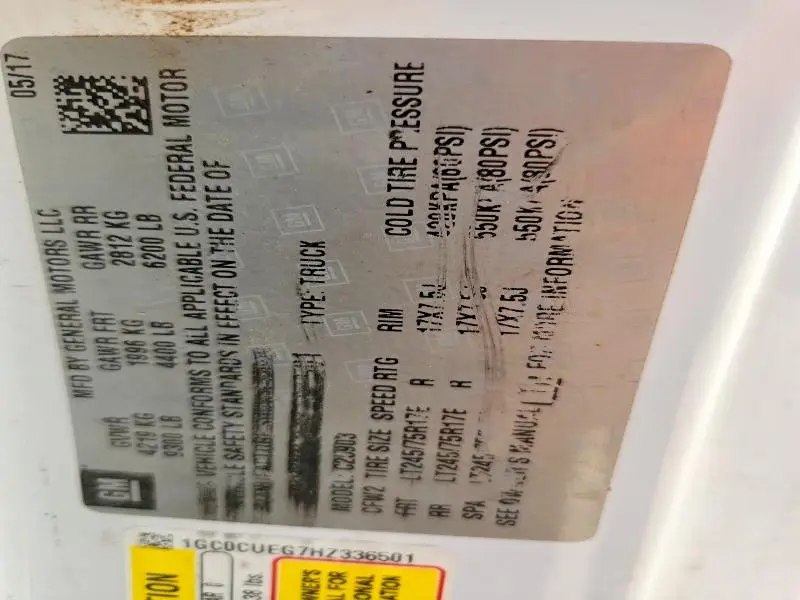 05/17
MFD BY GENERAL MOTORS LLC
GVWR GAWR FRT GAWR RR
4219 KG 1996 KG 2812 KG
9300 LB 4400 LB 6200 LB
VEHICLE CONFORMS TO ALL APPLICABLE U.S. FEDERAL MOTOR
VEHICLE SAFETY STANDARDS IN EFFECT ON THE DATE OF
TYPE: TRUCK
MODEL: C25903
CFW2 TIRE SIZE SPEED RTG RIM COLD TIRE PRESSURE
FRT LT245/75R17E R 17X7.5J
RR LT245/75R17E R 17X7.5J 550KPA(80PSI)
SPA LT245 17X7.5J 550KPA(80PSI)
SEE OWNER'S MANUAL FOR MORE INFORMATION
GM
1GC0CUEG7HZ336501